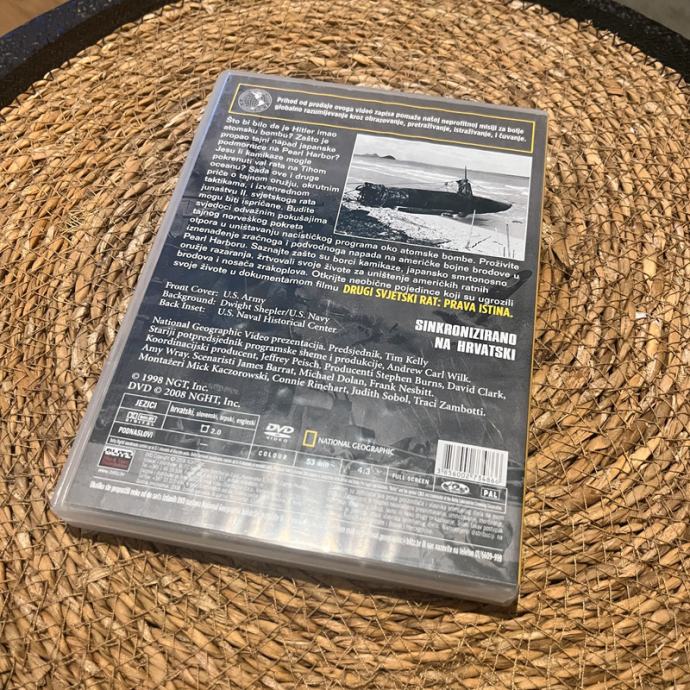 Prihod od prodaje ovoga video zapisa pomaže našoj neprofitnoj misiji za bolje
globalno razumijevanje kroz obrazovanje, pretraživanje, istraživanje, i čuvanje.
Što bi bilo da je Hitler imao
atomsku bombu? Zašto je
propao tajni napad japanske
podmornice na Pearl Harbor?
Jesu li kamikaze mogle
pokrenuti val rata na Tihom
oceanu? Sada ove i druge
priče o tajnom oružju, okrutnim
taktikama, i izvanrednom
junaštvu II. svjetskoga rata
mogu biti ispričane. Budite
svjedoci odvažnim pokušajima
tajnog norveškog pokreta
otpora u uništavanju nacističkog programa oko atomske bombe. Proživite
iznenađenje zračnoga i podvodnoga napada na američke bojne brodove u
Pearl Harboru. Saznajte zašto su borci kamikaze, japansko smrtonosno
oružje razaranja, žrtvovali svoje živote za uništenje američkih ratnih
brodova i nosača zrakoplova. Otkrijte neobične pojedince koji su ugrozili
svoje živote u dokumentarnom filmu DRUGI SVJETSKI RAT: PRAVA ISTINA.
SINKRONIZIRANO
NA HRVATSKI
Front Cover: U.S. Army
Background: Dwight Shepler/U.S. Navy
Back Inset: U.S. Naval Historical Center
National Geographic Video prezentacija. Predsjednik, Tim Kelly
Stariji potpredsjednik programske sheme i produkcije, Andrew Carl Wilk.
Koordinacijski producent, Jeffrey Peisch. Producenti Stephen Burns, David Clark,
Amy Wray. Scenaristi James Barrat, Michael Dolan, Frank Nesbitt.
Montažeri Mick Kaczorowski, Connie Rinehart, Judith Sobol, Traci Zambotti.
© 1998 NGT, Inc.
DVD © 2008 NGHT, Inc.
JEZICI hrvatski, slovenski, srpski, engleski
2.0
PODNASLOVI
DVD
VIDEO
NATIONAL GEOGRAPHIC
COLOUR
53 min
4:3
FULL SCREEN
PAL